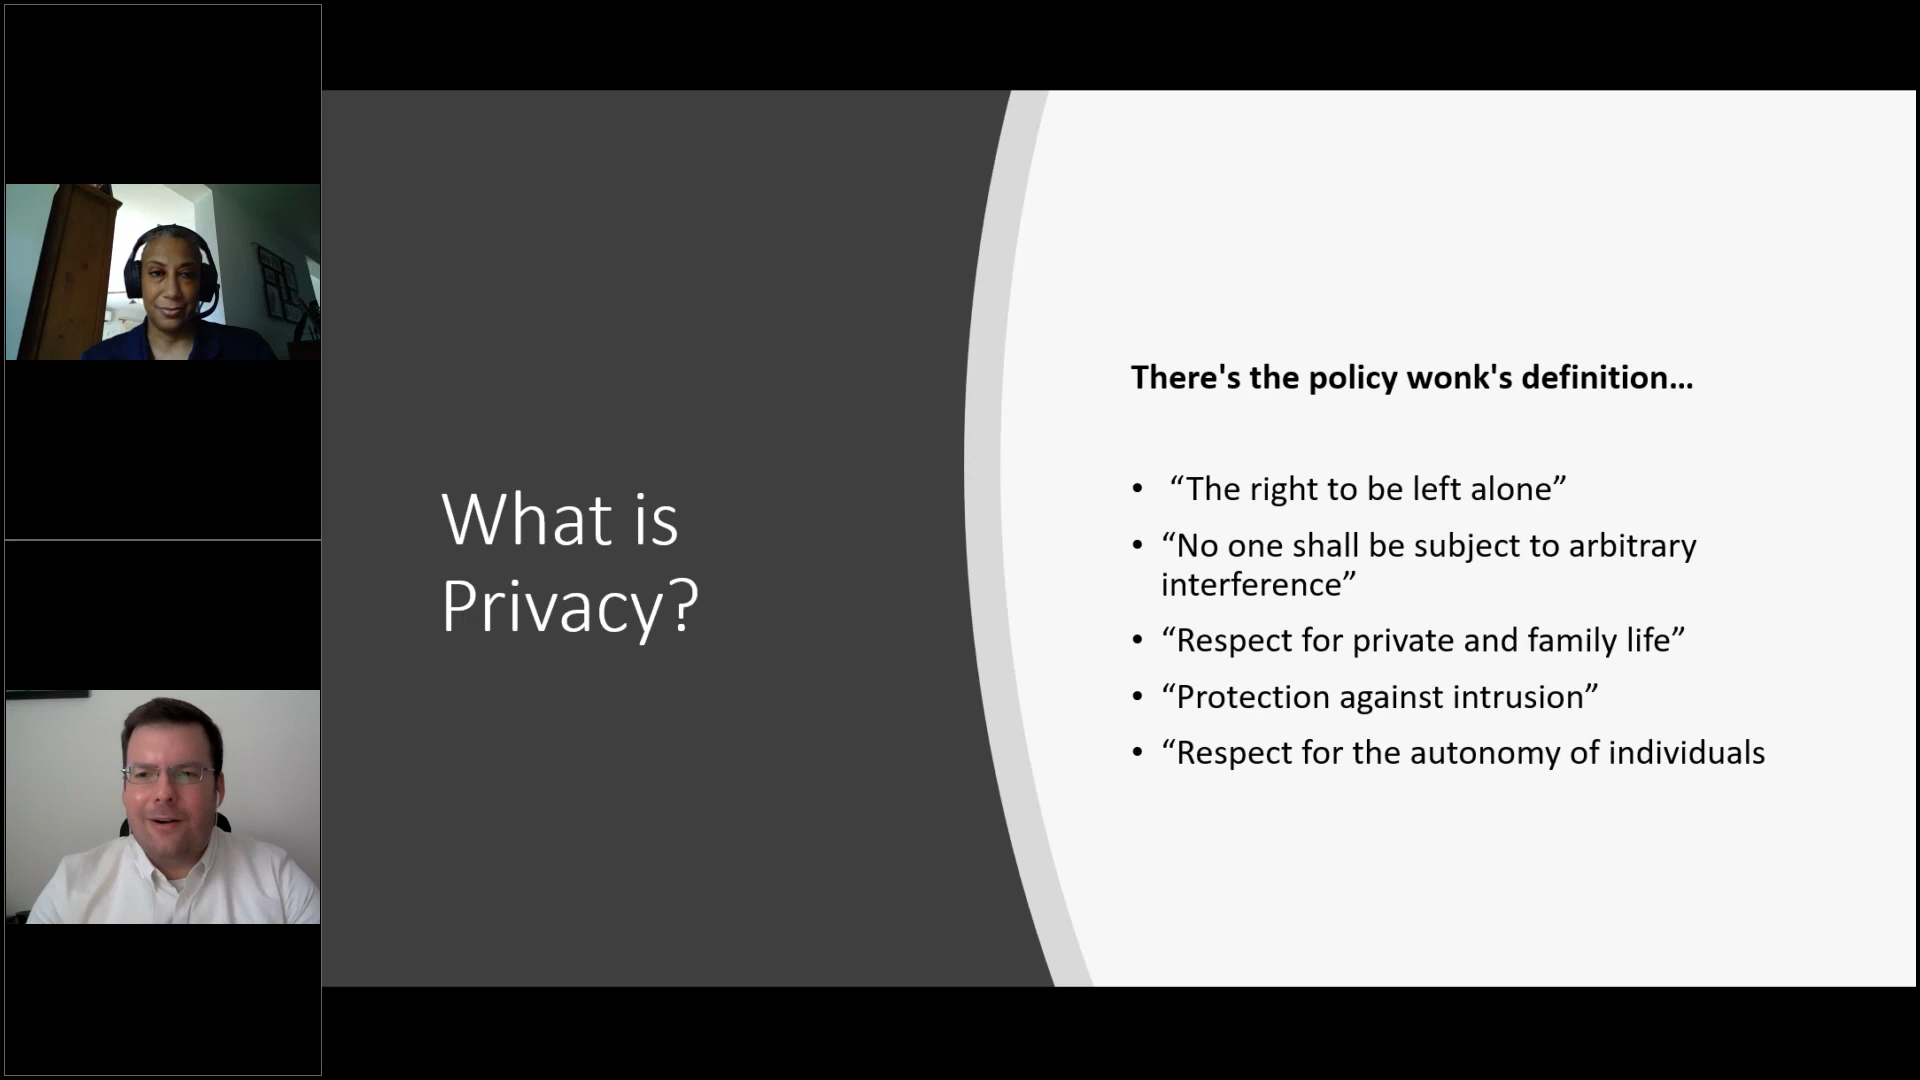 What is
Privacy?
There's the policy wonk's definition…
• “The right to be left alone”
• “No one shall be subject to arbitrary
interference”
• “Respect for private and family life”
• “Protection against intrusion”
• “Respect for the autonomy of individuals